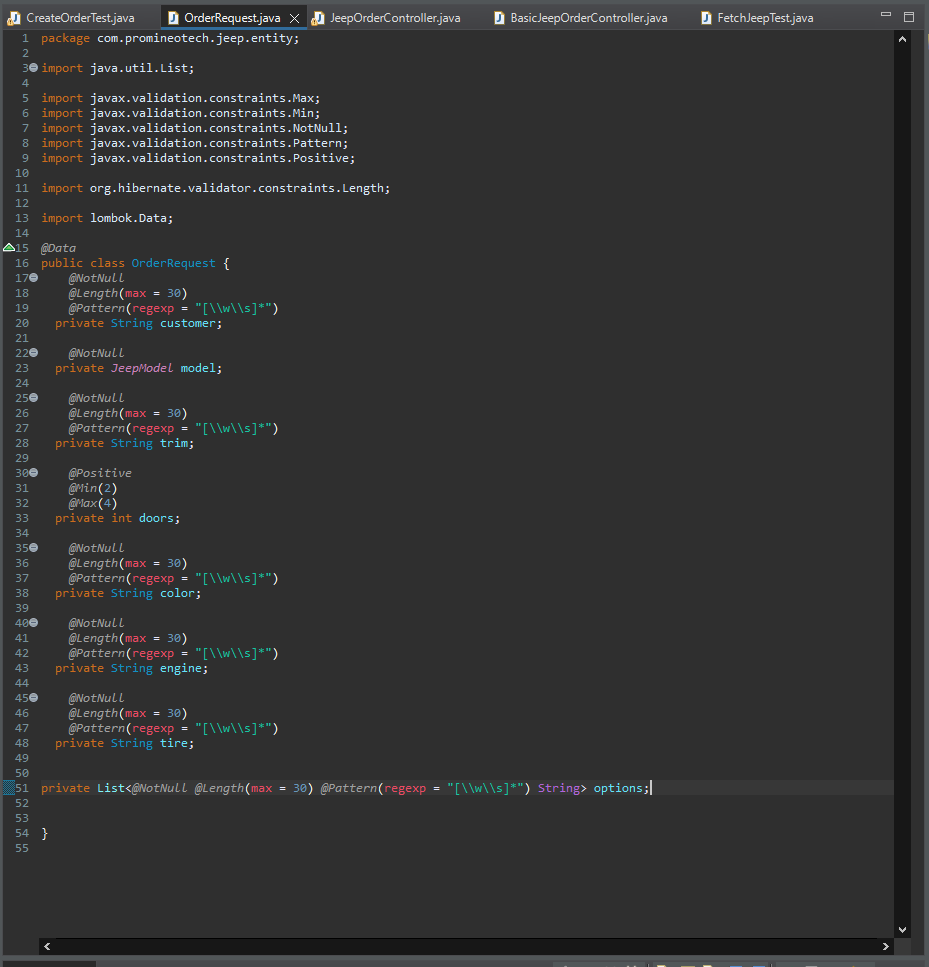 CreateOrderTest.java OrderRequest.java JeepOrderController.java BasicJeepOrderController.java FetchJeepTest.java
1 package com.promineotech.jeep.entity;
2
3 import java.util.List;
4
5 import javax.validation.constraints.Max;
6 import javax.validation.constraints.Min;
7 import javax.validation.constraints.NotNull;
8 import javax.validation.constraints.Pattern;
9 import javax.validation.constraints.Positive;
10
11 import org.hibernate.validator.constraints.Length;
12
13 import lombok.Data;
14
15 @Data
16 public class OrderRequest {
17 @NotNull
18 @Length(max = 30)
19 @Pattern(regexp = "[\\w\\s]*")
20 private String customer;
21
22 @NotNull
23 private JeepModel model;
24
25 @NotNull
26 @Length(max = 30)
27 @Pattern(regexp = "[\\w\\s]*")
28 private String trim;
29
30 @Positive
31 @Min(2)
32 @Max(4)
33 private int doors;
34
35 @NotNull
36 @Length(max = 30)
37 @Pattern(regexp = "[\\w\\s]*")
38 private String color;
39
40 @NotNull
41 @Length(max = 30)
42 @Pattern(regexp = "[\\w\\s]*")
43 private String engine;
44
45 @NotNull
46 @Length(max = 30)
47 @Pattern(regexp = "[\\w\\s]*")
48 private String tire;
49
50
51 private List<@NotNull @Length(max = 30) @Pattern(regexp = "[\\w\\s]*") String> options;
52
53
54 }
55